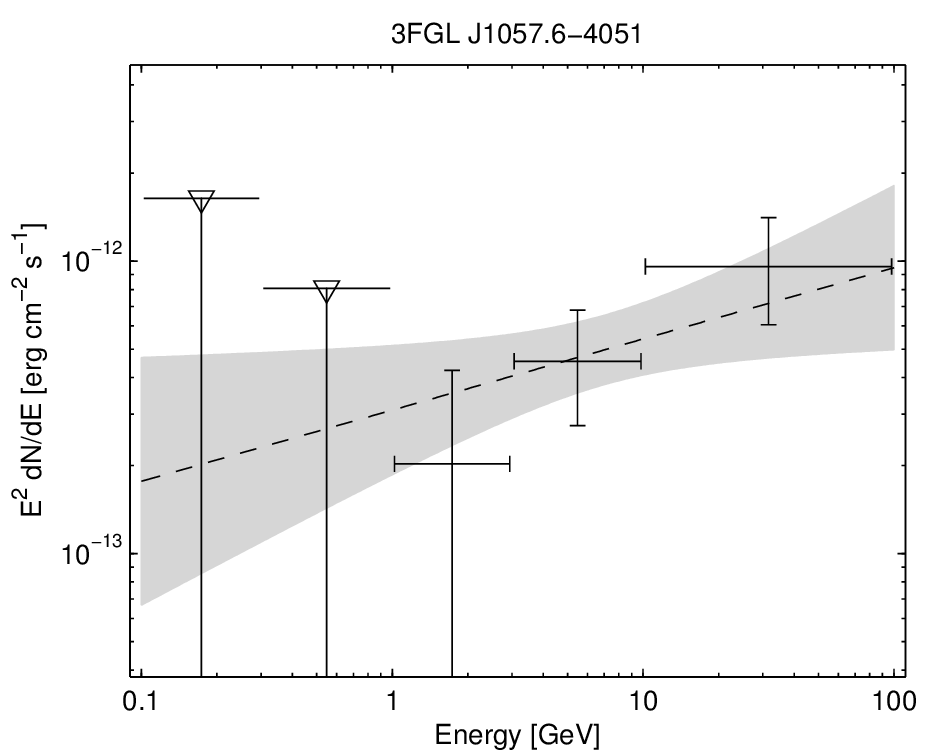 3FGL J1057.6−4051
E² dN/dE [erg cm⁻² s⁻¹]
10⁻¹²
10⁻¹³
0.1 1 10 100
Energy [GeV]